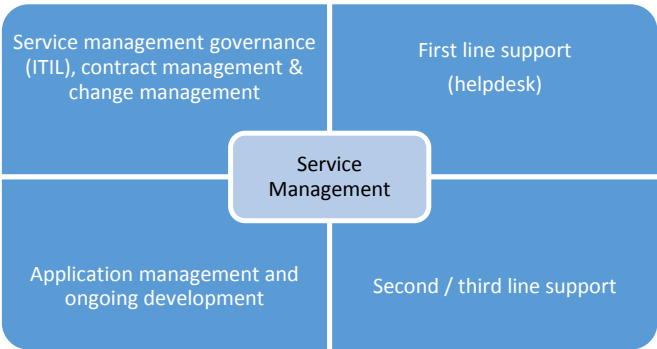 Service management governance
(ITIL), contract management &
change management
First line support
(helpdesk)
Service
Management
Application management and
ongoing development
Second / third line support